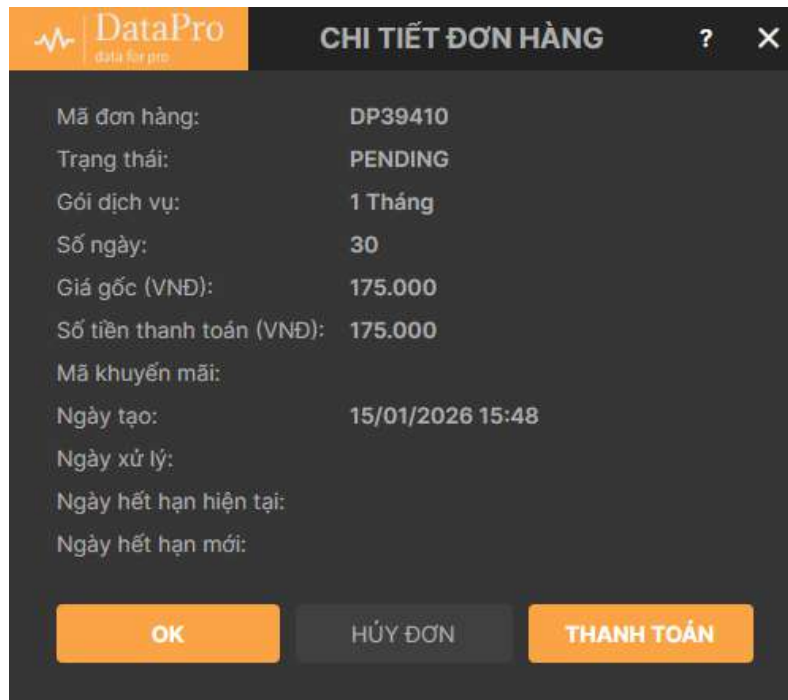 DataPro
data for pro
CHI TIẾT ĐƠN HÀNG ? ✕
Mã đơn hàng: DP39410
Trạng thái: PENDING
Gói dịch vụ: 1 Tháng
Số ngày: 30
Giá gốc (VNĐ): 175.000
Số tiền thanh toán (VNĐ): 175.000
Mã khuyến mãi:
Ngày tạo: 15/01/2026 15:48
Ngày xử lý:
Ngày hết hạn hiện tại:
Ngày hết hạn mới:
OK HỦY ĐƠN THANH TOÁN